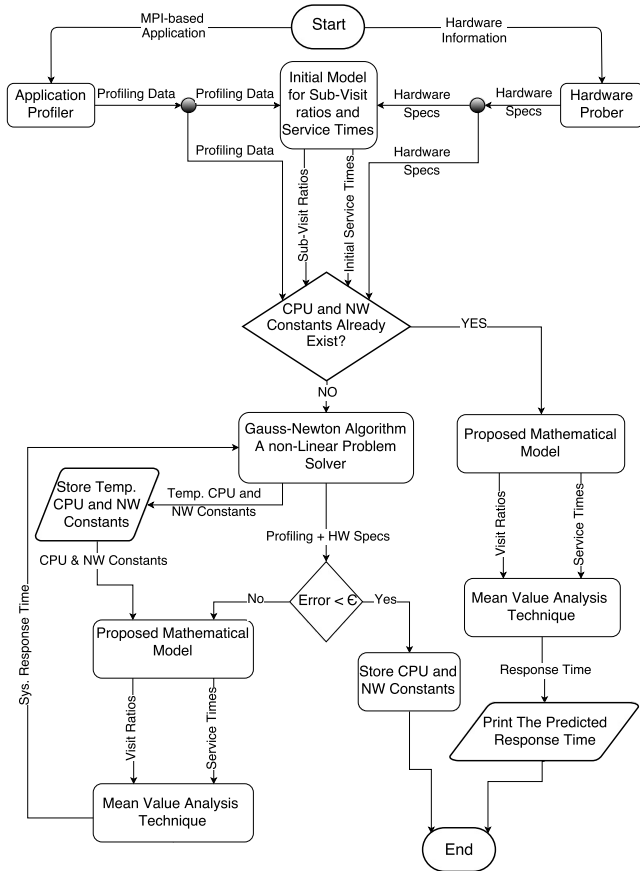 MPI-based
Application
Start
Hardware
Information
Application
Profiler
Profiling Data
Profiling Data
Initial Model
for Sub-Visit
ratios and
Service Times
Hardware
Specs
Hardware
Specs
Hardware
Prober
Profiling Data
Hardware
Specs
Sub-Visit Ratios
Initial Service Times
CPU and NW
Constants Already
Exist?
YES
NO
Gauss-Newton Algorithm
A non-Linear Problem
Solver
Proposed Mathematical
Model
Store Temp.
CPU and NW
Constants
Temp. CPU and
NW Constants
Visit Ratios
Service Times
Profiling + HW Specs
CPU & NW Constants
Sys. Response Time
No
Error < Є
Yes
Mean Value Analysis
Technique
Proposed Mathematical
Model
Store CPU and
NW Constants
Response Time
Visit Ratios
Service Times
Print The Predicted
Response Time
Mean Value Analysis
Technique
End